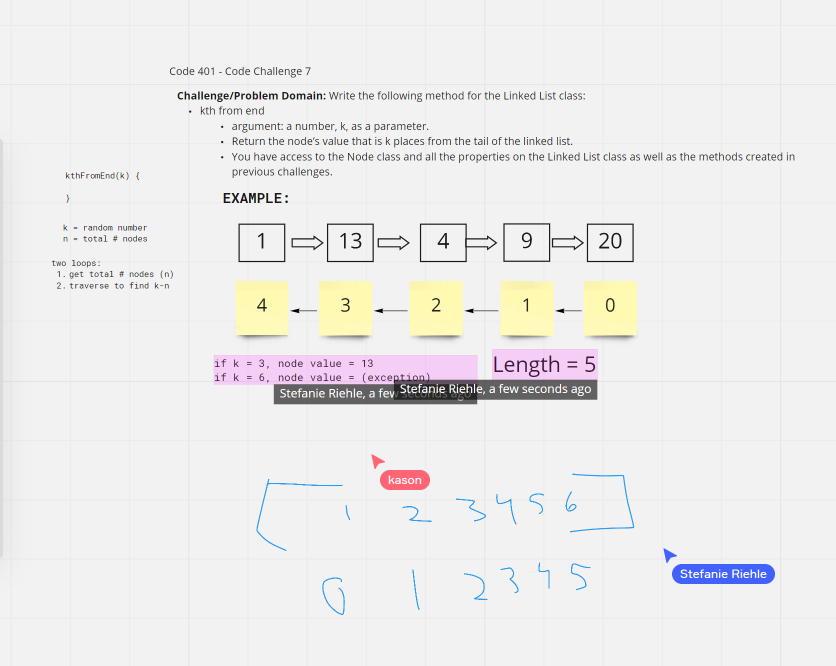 Code 401 - Code Challenge 7
Challenge/Problem Domain: Write the following method for the Linked List class:
• kth from end
• argument: a number, k, as a parameter.
• Return the node's value that is k places from the tail of the linked list.
• You have access to the Node class and all the properties on the Linked List class as well as the methods created in
previous challenges.
kthFromEnd(k) {
}
k = random number
n = total # nodes
two loops:
1. get total # nodes (n)
2. traverse to find k-n
EXAMPLE:
1 13 4 9 20
4 3 2 1 0
if k = 3, node value = 13
if k = 6, node value = (exception)
Length = 5
Stefanie Riehle, a few seconds ago
Stefanie Riehle, a few seconds ago
kason
1 2 3 4 5 6
Stefanie Riehle
0 1 2 3 4 5